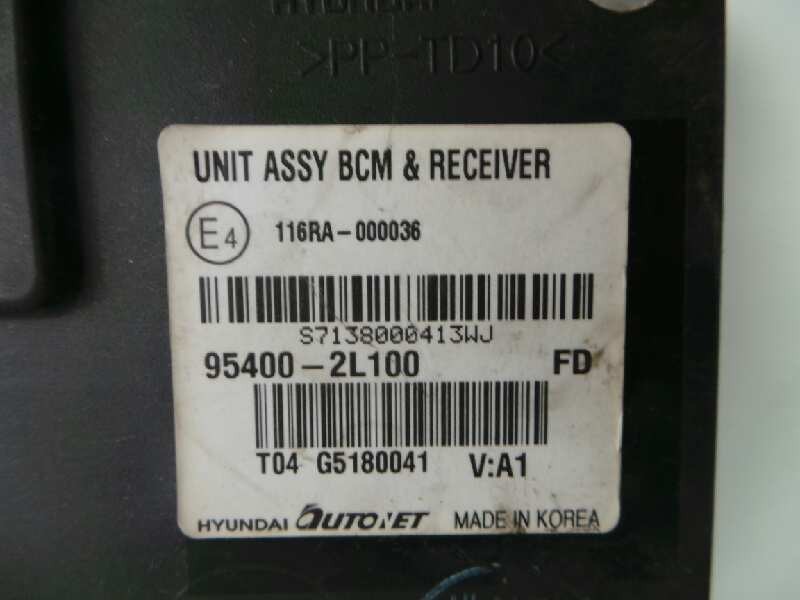 HYUNDAI
>PP-TD10<
UNIT ASSY BCM & RECEIVER
E4 116RA-000036
S7138000413WJ
95400-2L100 FD
T04 G5180041 V:A1
HYUNDAI AUTONET MADE IN KOREA